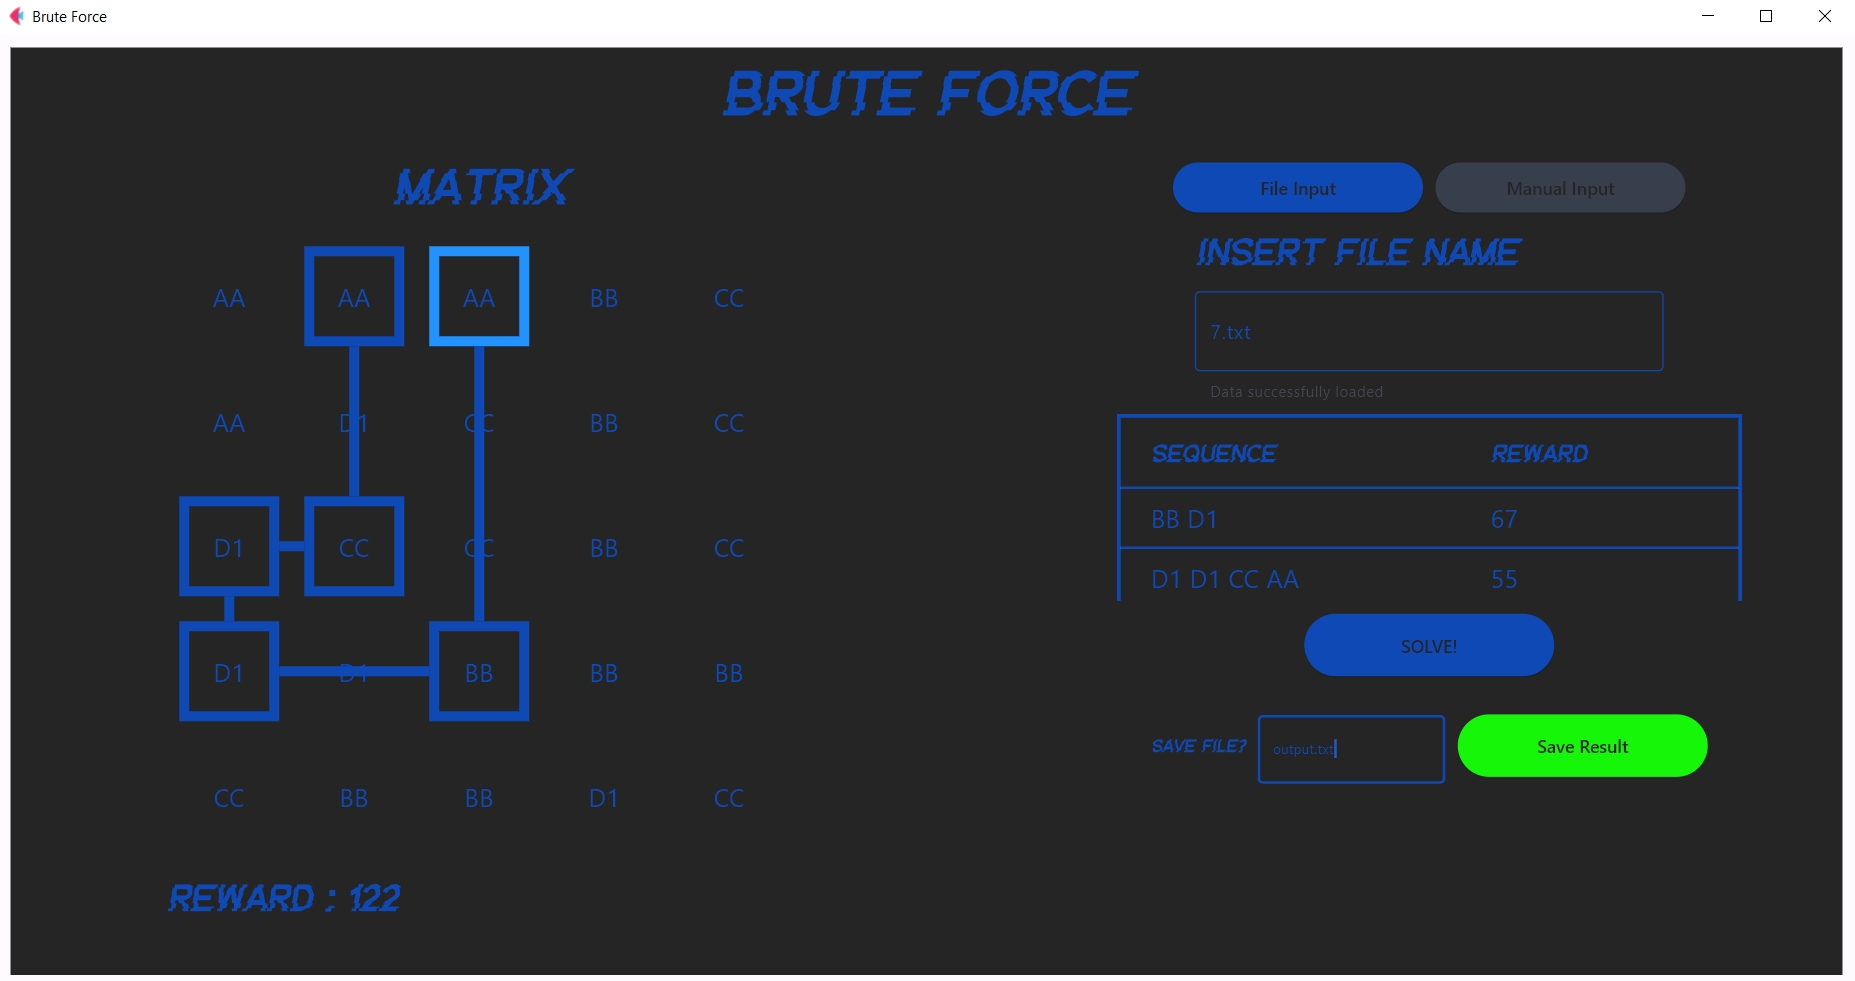 Brute Force
BRUTE FORCE
MATRIX
AA AA AA BB CC
AA D1 CC BB CC
D1 CC CC BB CC
D1 D1 BB BB BB
CC BB BB D1 CC
REWARD : 122
File Input
Manual Input
INSERT FILE NAME
7.txt
Data successfully loaded
SEQUENCE REWARD
BB D1 67
D1 D1 CC AA 55
SOLVE!
SAVE FILE?
output.txt
Save Result